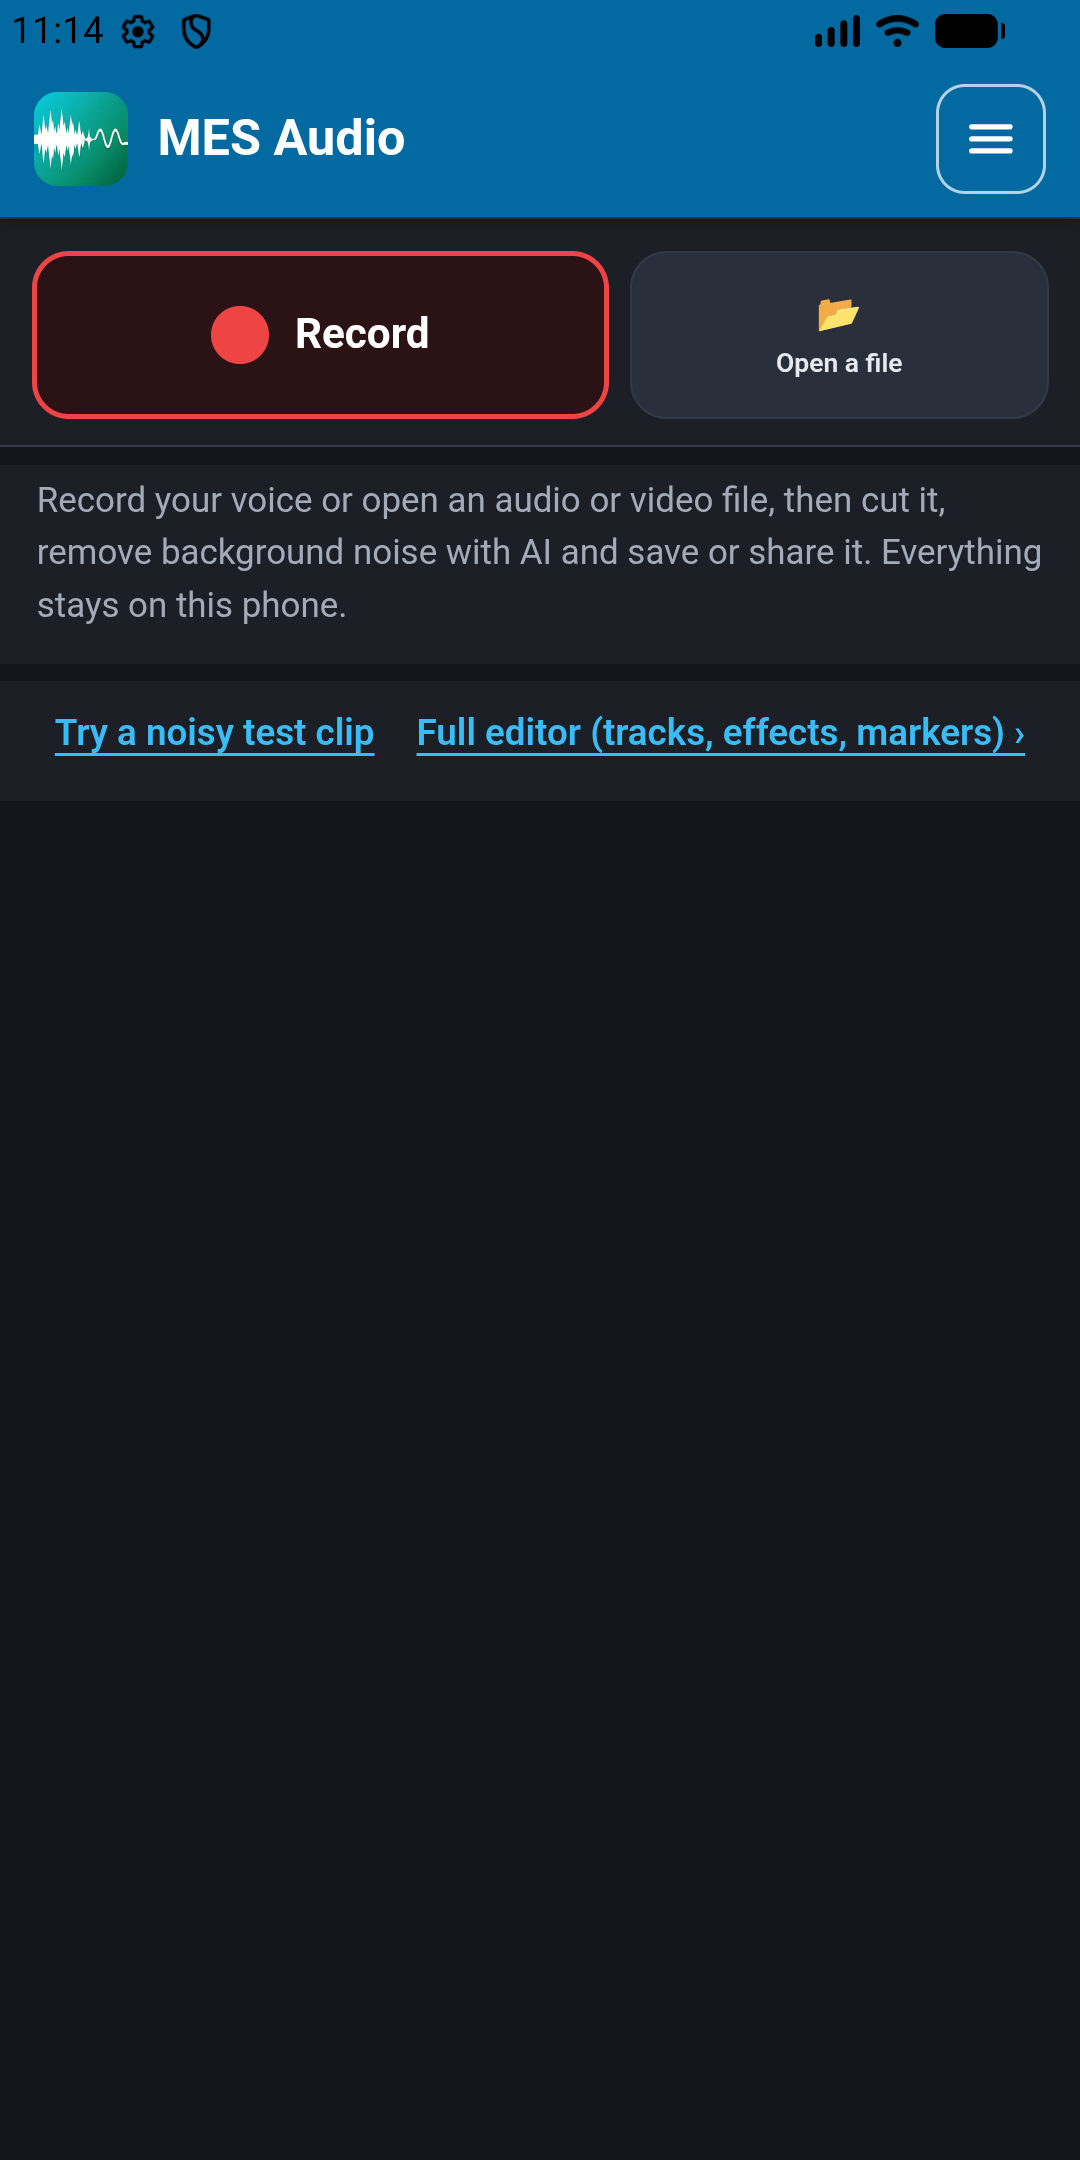 11:14
MES Audio
Record
Open a file
Record your voice or open an audio or video file, then cut it,
remove background noise with AI and save or share it. Everything
stays on this phone.
Try a noisy test clip
Full editor (tracks, effects, markers) ›